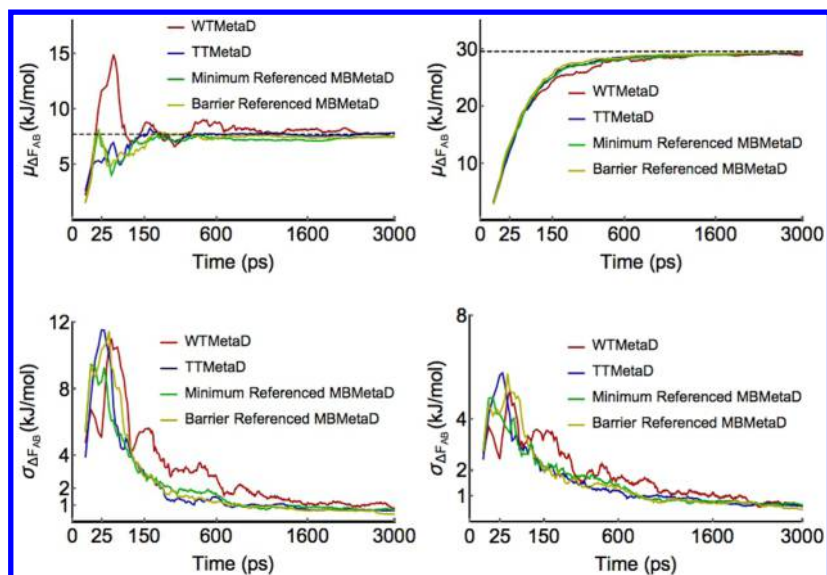 WTMetaD
TTMetaD
Minimum Referenced MBMetaD
Barrier Referenced MBMetaD
15
10
5
μΔF_AB (kJ/mol)
0 25 150 600 1600 3000
Time (ps)
30
20
10
μΔF_AB (kJ/mol)
WTMetaD
TTMetaD
Minimum Referenced MBMetaD
Barrier Referenced MBMetaD
0 25 150 600 1600 3000
Time (ps)
12
8
4
2
1
σΔF_AB (kJ/mol)
WTMetaD
TTMetaD
Minimum Referenced MBMetaD
Barrier Referenced MBMetaD
0 25 150 600 1600 3000
Time (ps)
8
4
2
1
σΔF_AB (kJ/mol)
WTMetaD
TTMetaD
Minimum Referenced MBMetaD
Barrier Referenced MBMetaD
0 25 150 600 1600 3000
Time (ps)